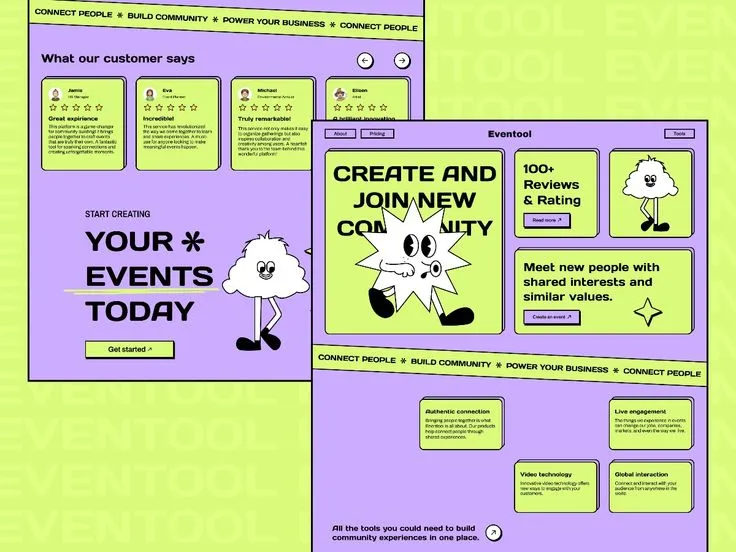 EVENTOOL
CONNECT PEOPLE * BUILD COMMUNITY * POWER YOUR BUSINESS * CONNECT PEOPLE
What our customer says
Jamie
HR Manager
Great expirience
This platform is a game-changer
for community building! It brings
people together to craft events
that are truly their own. A fantastic
tool for spanning connections and
creating unforgettable moments.
Eva
Incredible!
This service has revolutionized
the way we come together to learn
and share experiences. A must-
use for anyone looking to make
meaningful events happen.
Michael
Truly remarkable!
This service not only makes it easy
to organize gatherings but also
inspires collaboration and
creativity among users. A heartfelt
thank you to the team behind this
wonderful platform!
Eileen
A brilliant innovation
START CREATING
YOUR *
EVENTS
TODAY
Get started ↗
About
Pricing
Eventool
Tools
CREATE AND
JOIN NEW
COMMUNITY
100+
Reviews
& Rating
Read more ↗
Meet new people with
shared interests and
similar values.
Create an event ↗
CONNECT PEOPLE * BUILD COMMUNITY * POWER YOUR BUSINESS * CONNECT PEOPLE
Authentic connection
Bringing people together is what
Eventool is all about. Our products
help connect people through
shared experiences.
Live engagement
The things we experience in events
can change our jobs, companies,
markets, and even the way we live.
Video technology
Innovative video technology offers
new ways to engage with your
customers.
Global interaction
Connect and interact with your
audience from anywhere in the
world.
All the tools you could need to build
community experiences in one place.